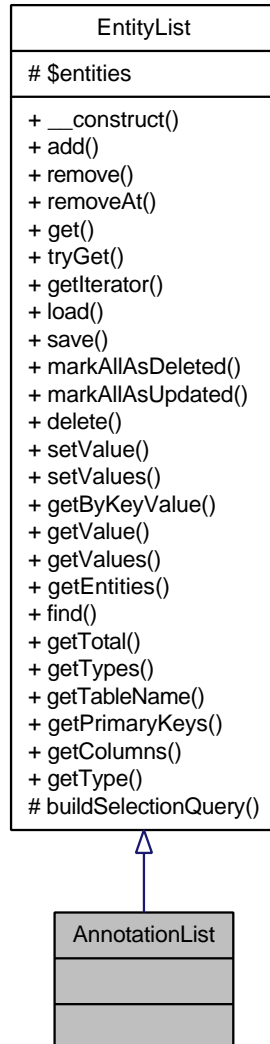 EntityList
# $entities
+ __construct()
+ add()
+ remove()
+ removeAt()
+ get()
+ tryGet()
+ getIterator()
+ load()
+ save()
+ markAllAsDeleted()
+ markAllAsUpdated()
+ delete()
+ setValue()
+ setValues()
+ getByKeyValue()
+ getValue()
+ getValues()
+ getEntities()
+ find()
+ getTotal()
+ getTypes()
+ getTableName()
+ getPrimaryKeys()
+ getColumns()
+ getType()
# buildSelectionQuery()
AnnotationList